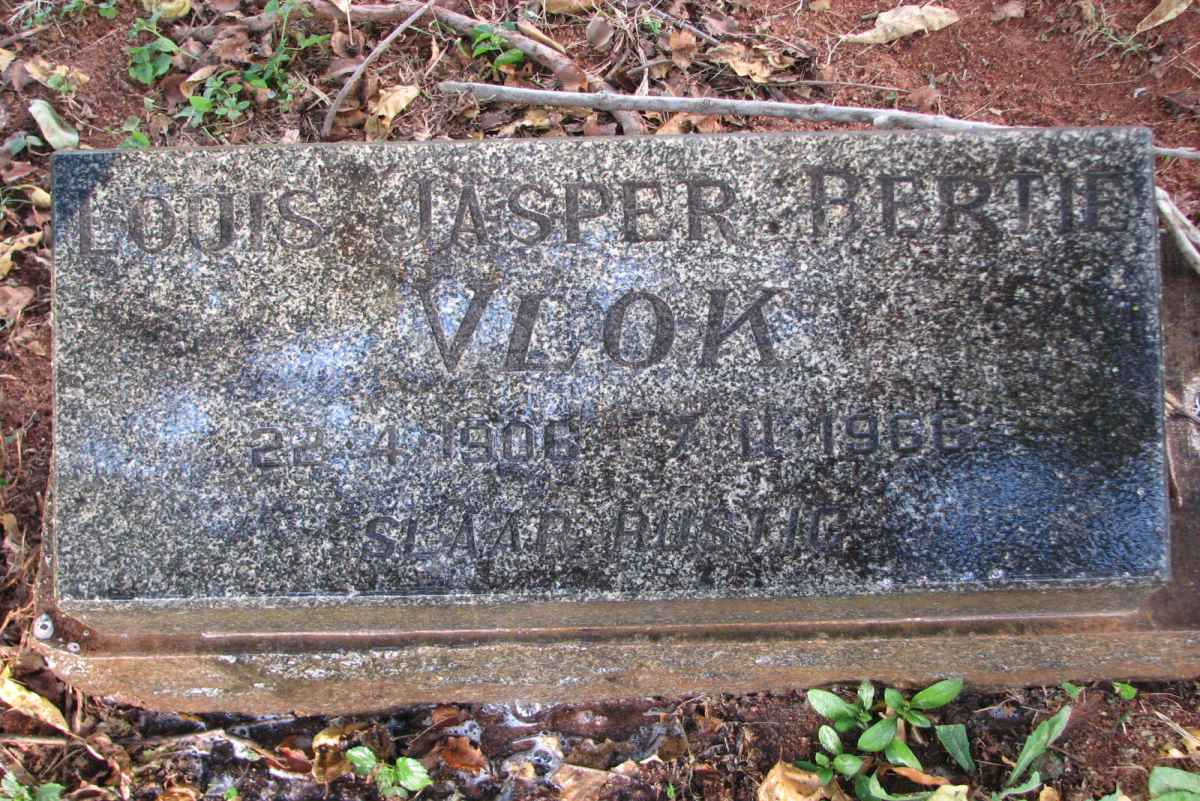 LOUIS JASPER BERTIE
VLOK
22 4 1906 - 7 11 1966
SLAAP RUSTIG